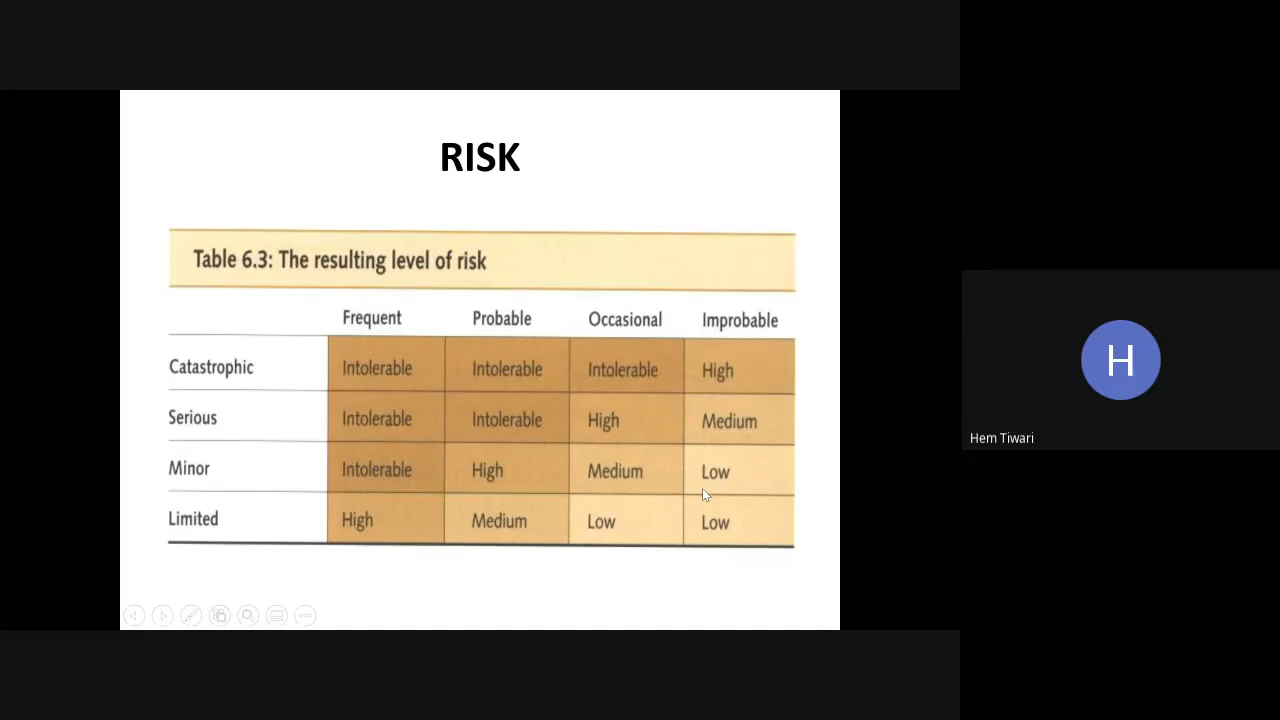 RISK
Table 6.3: The resulting level of risk
Frequent Probable Occasional Improbable
Catastrophic Intolerable Intolerable Intolerable High
Serious Intolerable Intolerable High Medium
Minor Intolerable High Medium Low
Limited High Medium Low Low
H
Hem Tiwari